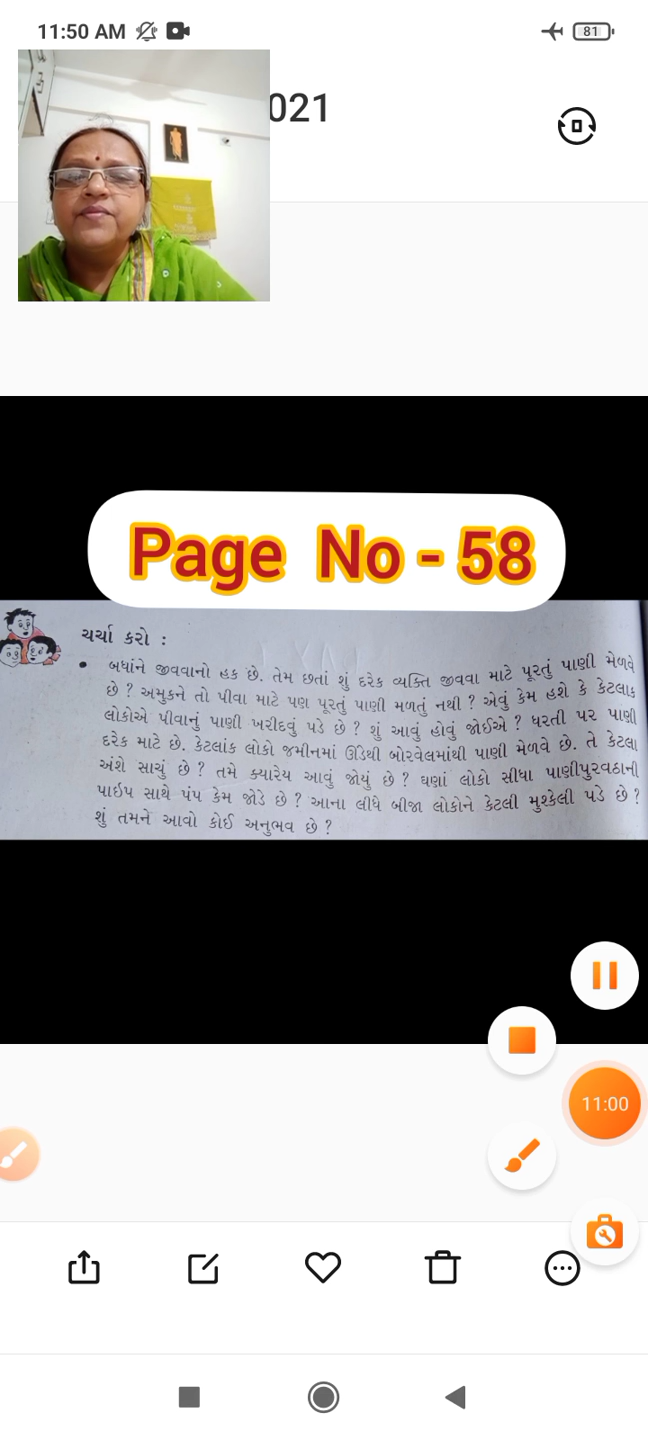 11:50 AM
81
021
Page No - 58
ચર્ચા કરો :
• બધાંને જીવવાનો હક છે. તેમ છતાં શું દરેક વ્યક્તિ જીવવા માટે પૂરતું પાણી મેળવે
છે ? અમુકને તો પીવા માટે પણ પૂરતું પાણી મળતું નથી ? એવું કેમ હશે કે કેટલાક
લોકોએ પીવાનું પાણી ખરીદવું પડે છે ? શું આવું હોવું જોઈએ ? ધરતી પર પાણી
દરેક માટે છે. કેટલાંક લોકો જમીનમાં ઊંડેથી બોરવેલમાંથી પાણી મેળવે છે. તે કેટલા
અંશે સાચું છે ? તમે ક્યારેય આવું જોયું છે ? ઘણાં લોકો સીધા પાણીપુરવઠાની
પાઇપ સાથે પંપ કેમ જોડે છે ? આના લીધે બીજા લોકોને કેટલી મુશ્કેલી પડે છે ?
શું તમને આવો કોઈ અનુભવ છે ?
11:00